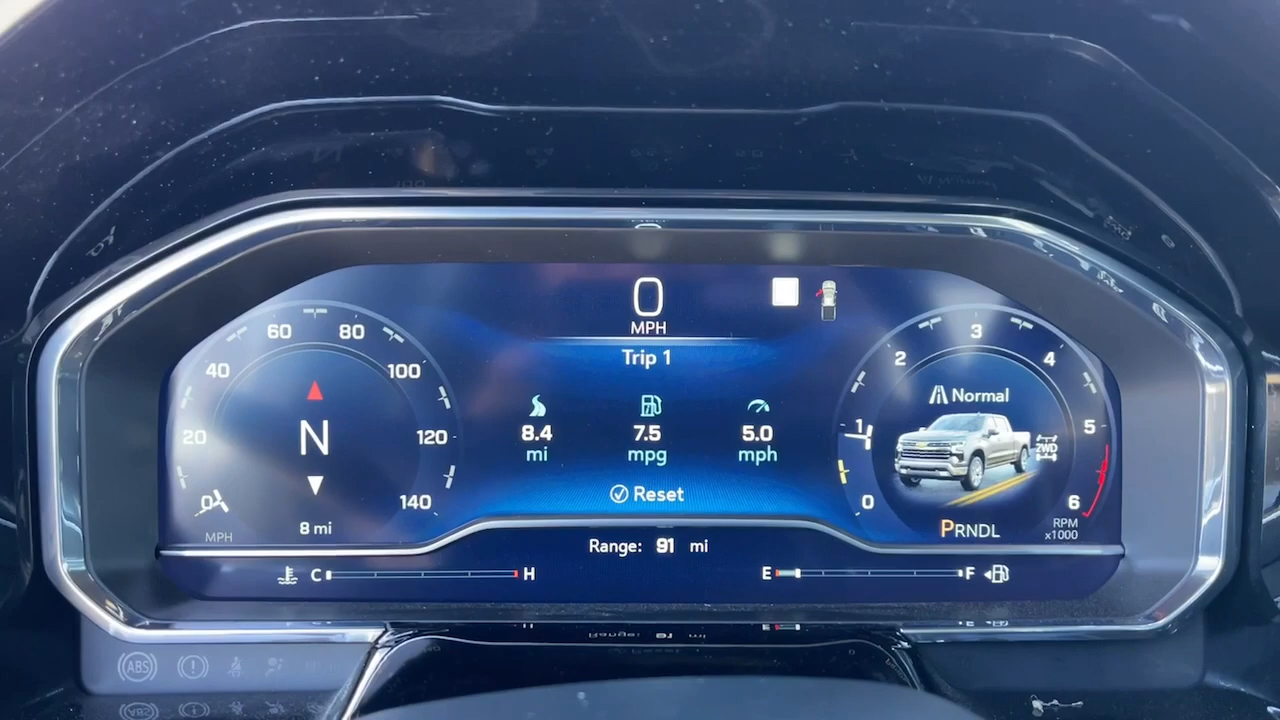 0
MPH
Trip 1
60 80
40 100
20 120
0 140
MPH
N
8 mi
8.4 7.5 5.0
mi mpg mph
Reset
3
2 4
1 5
0 6
Normal
2WD
PRNDL
RPM
x1000
Range: 91 mi
C H
E F
ABS